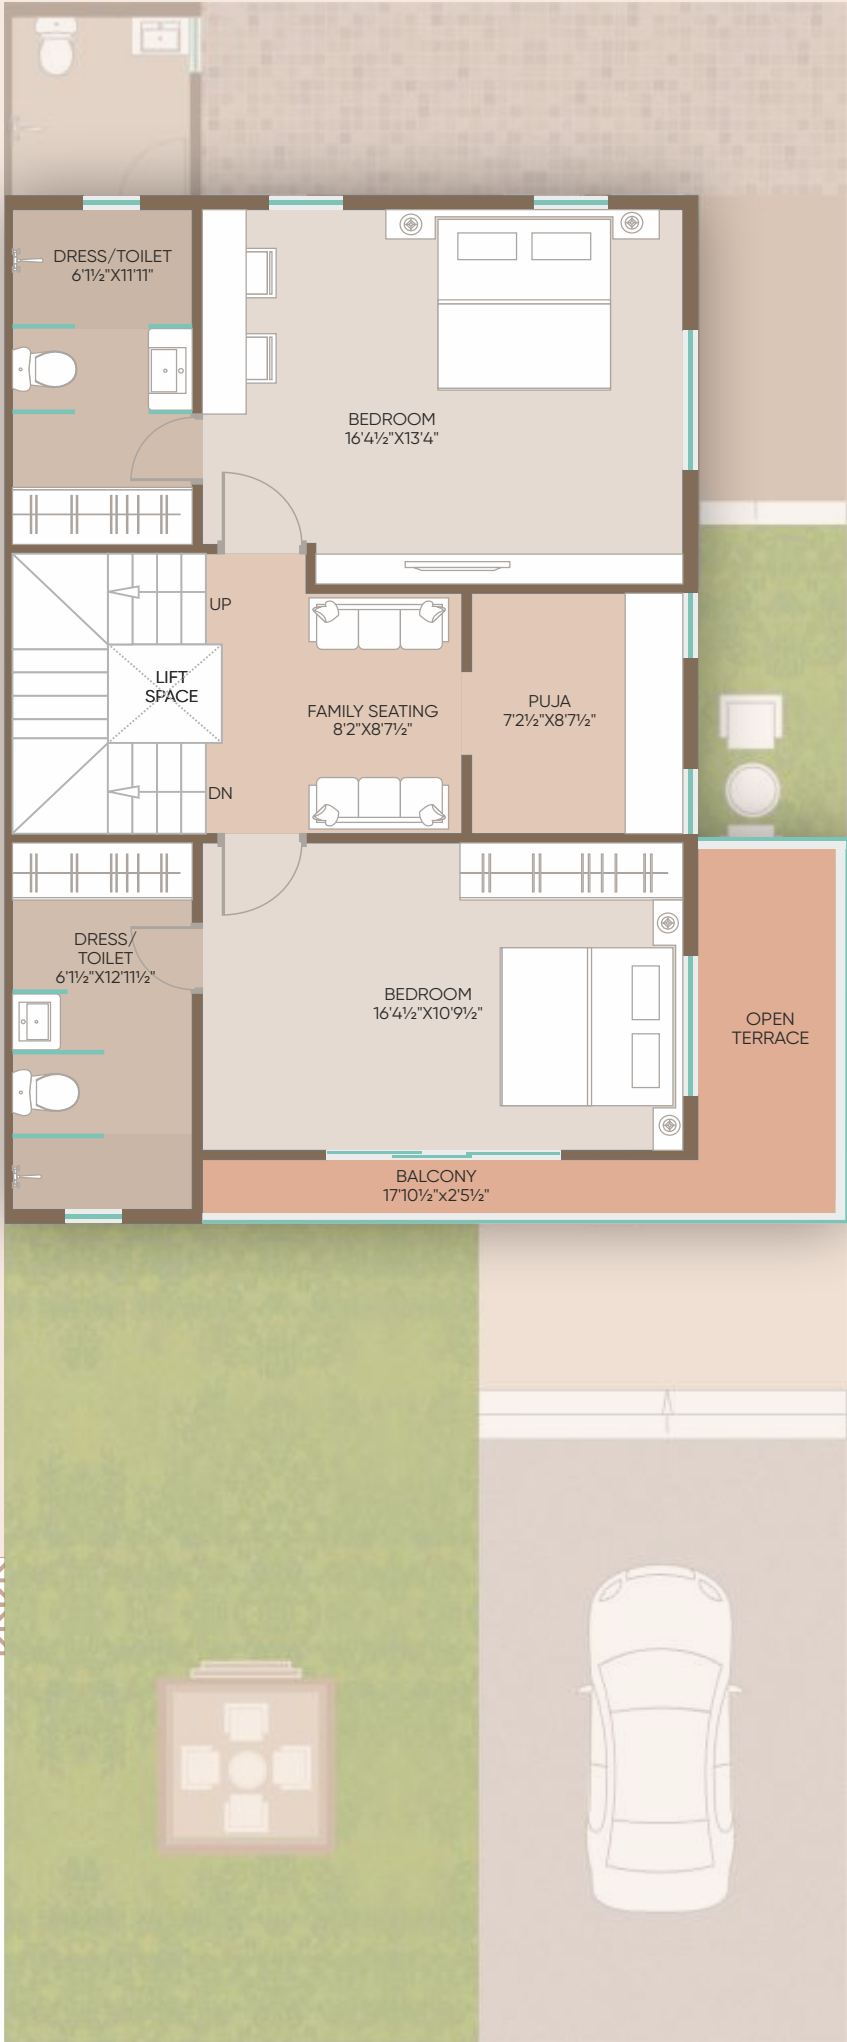 DRESS/TOILET
6'1½"X11'11"
BEDROOM
16'4½"X13'4"
UP
LIFT
SPACE
FAMILY SEATING
8'2"X8'7½"
PUJA
7'2½"X8'7½"
DN
DRESS/
TOILET
6'1½"X12'11½"
BEDROOM
16'4½"X10'9½"
OPEN
TERRACE
BALCONY
17'10½"x2'5½"